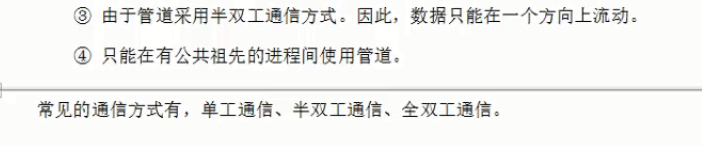 ③ 由于管道采用半双工通信方式。因此，数据只能在一个方向上流动。
④ 只能在有公共祖先的进程间使用管道。
常见的通信方式有，单工通信、半双工通信、全双工通信。